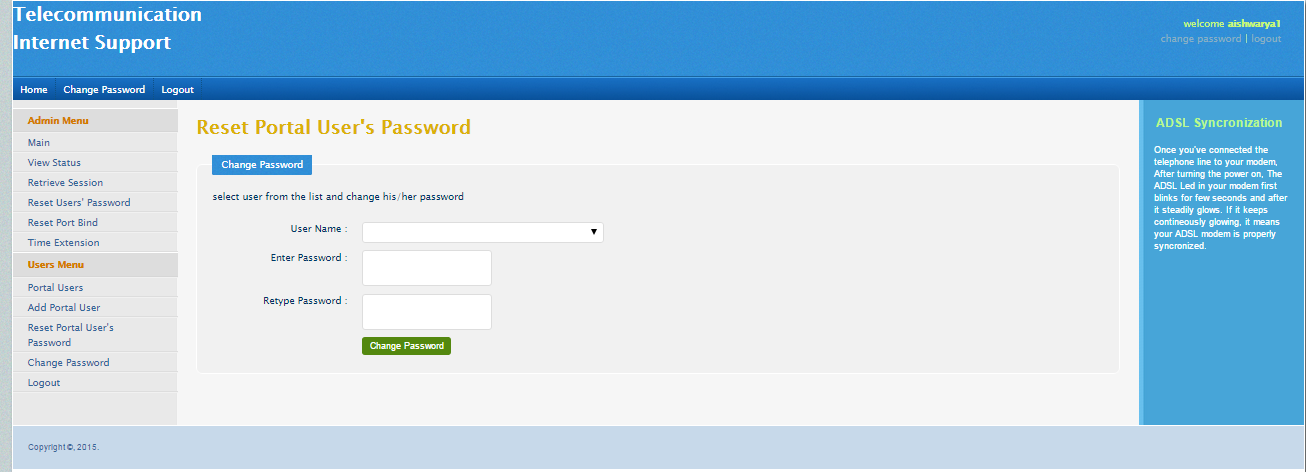 Telecommunication
Internet Support
welcome aishwarya1
change password | logout
Home Change Password Logout
Admin Menu
Main
View Status
Retrieve Session
Reset Users' Password
Reset Port Bind
Time Extension
Users Menu
Portal Users
Add Portal User
Reset Portal User's
Password
Change Password
Logout
Reset Portal User's Password
Change Password
select user from the list and change his/her password
User Name :
Enter Password :
Retype Password :
Change Password
ADSL Syncronization
Once you've connected the
telephone line to your modem,
After turning the power on, The
ADSL Led in your modem first
blinks for few seconds and after
it steadily glows. If it keeps
contineously glowing, it means
your ADSL modem is properly
syncronized.
Copyright ©, 2015.